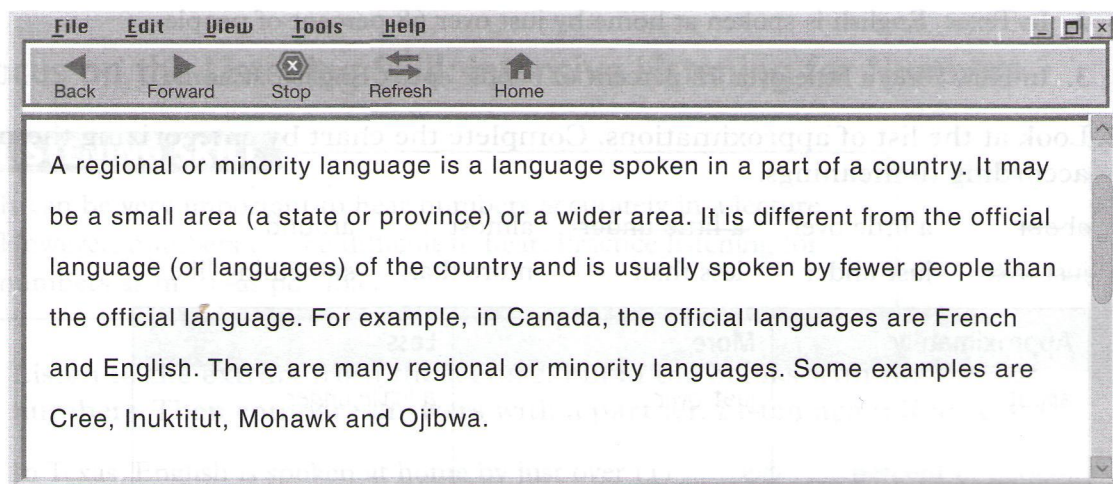 File Edit View Tools Help
Back Forward Stop Refresh Home
A regional or minority language is a language spoken in a part of a country. It may
be a small area (a state or province) or a wider area. It is different from the official
language (or languages) of the country and is usually spoken by fewer people than
the official language. For example, in Canada, the official languages are French
and English. There are many regional or minority languages. Some examples are
Cree, Inuktitut, Mohawk and Ojibwa.